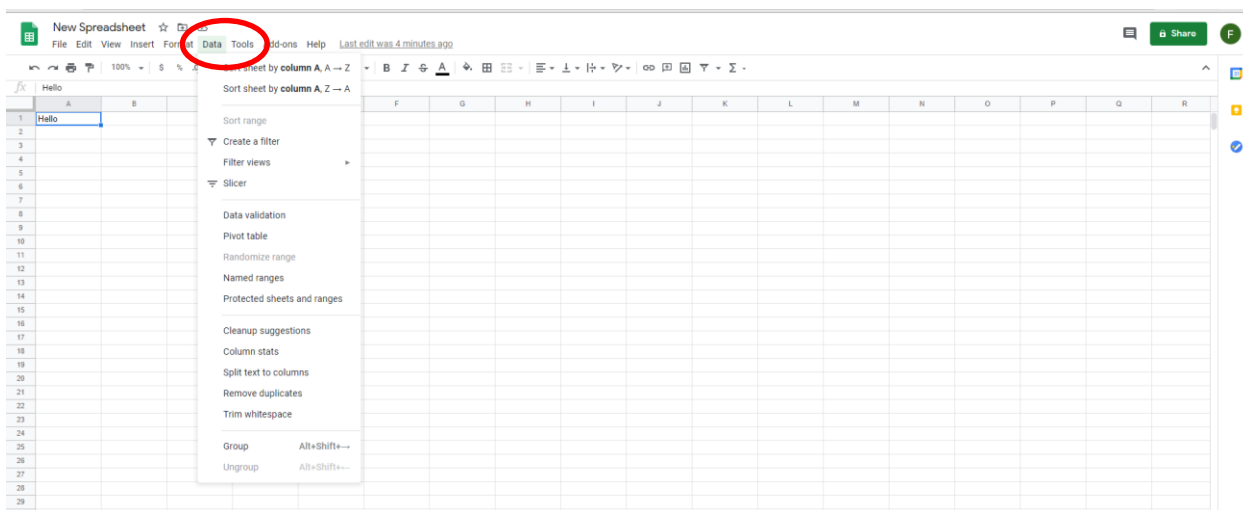 New Spreadsheet
File Edit View Insert Format Data Tools Add-ons Help Last edit was 4 minutes ago
Share
F
100% $ % B I S A Σ
fx Hello
A B F G H I J K L M N O P Q R
1 Hello
2
3
4
5
6
7
8
9
10
11
12
13
14
15
16
17
18
19
20
21
22
23
24
25
26
27
28
29
Sort sheet by column A, A → Z
Sort sheet by column A, Z → A
Sort range
Create a filter
Filter views
Slicer
Data validation
Pivot table
Randomize range
Named ranges
Protected sheets and ranges
Cleanup suggestions
Column stats
Split text to columns
Remove duplicates
Trim whitespace
Group Alt+Shift+→
Ungroup Alt+Shift+←